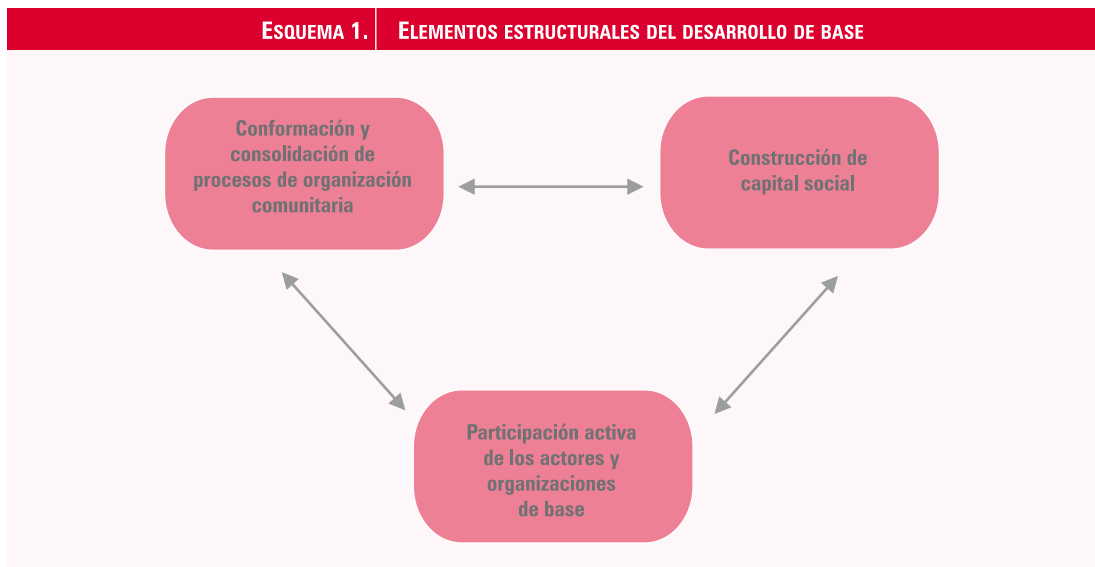 ESQUEMA 1. ELEMENTOS ESTRUCTURALES DEL DESARROLLO DE BASE
Conformación y
consolidación de
procesos de organización
comunitaria
Construcción de
capital social
Participación activa
de los actores y
organizaciones
de base